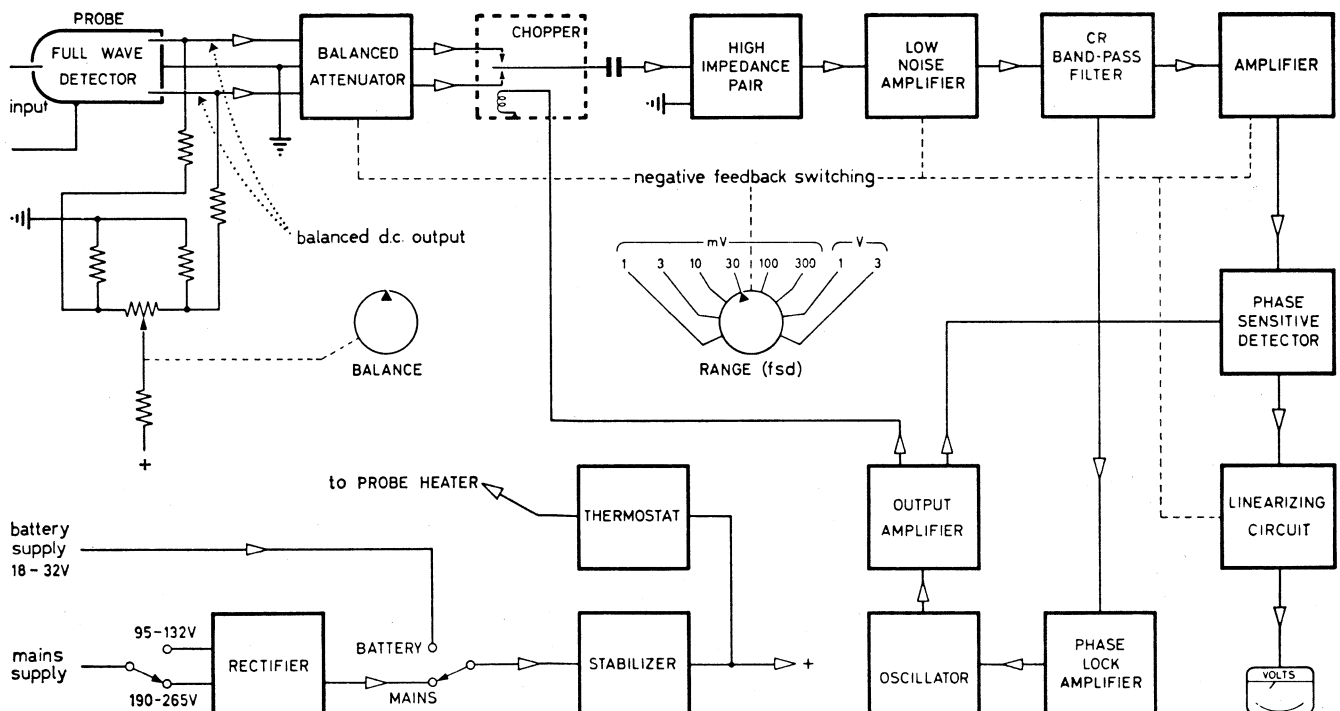 PROBE
FULL WAVE
DETECTOR
input
BALANCED
ATTENUATOR
CHOPPER
HIGH
IMPEDANCE
PAIR
LOW
NOISE
AMPLIFIER
CR
BAND-PASS
FILTER
AMPLIFIER
negative feedback switching
balanced d.c. output
mV
V
1
3
10
30
100
300
1
3
RANGE (fsd)
BALANCE
+
PHASE
SENSITIVE
DETECTOR
to PROBE HEATER
THERMOSTAT
OUTPUT
AMPLIFIER
LINEARIZING
CIRCUIT
battery
supply
18 - 32V
mains
supply
95-132V
190-265V
RECTIFIER
BATTERY
MAINS
STABILIZER
+
OSCILLATOR
PHASE
LOCK
AMPLIFIER
VOLTS